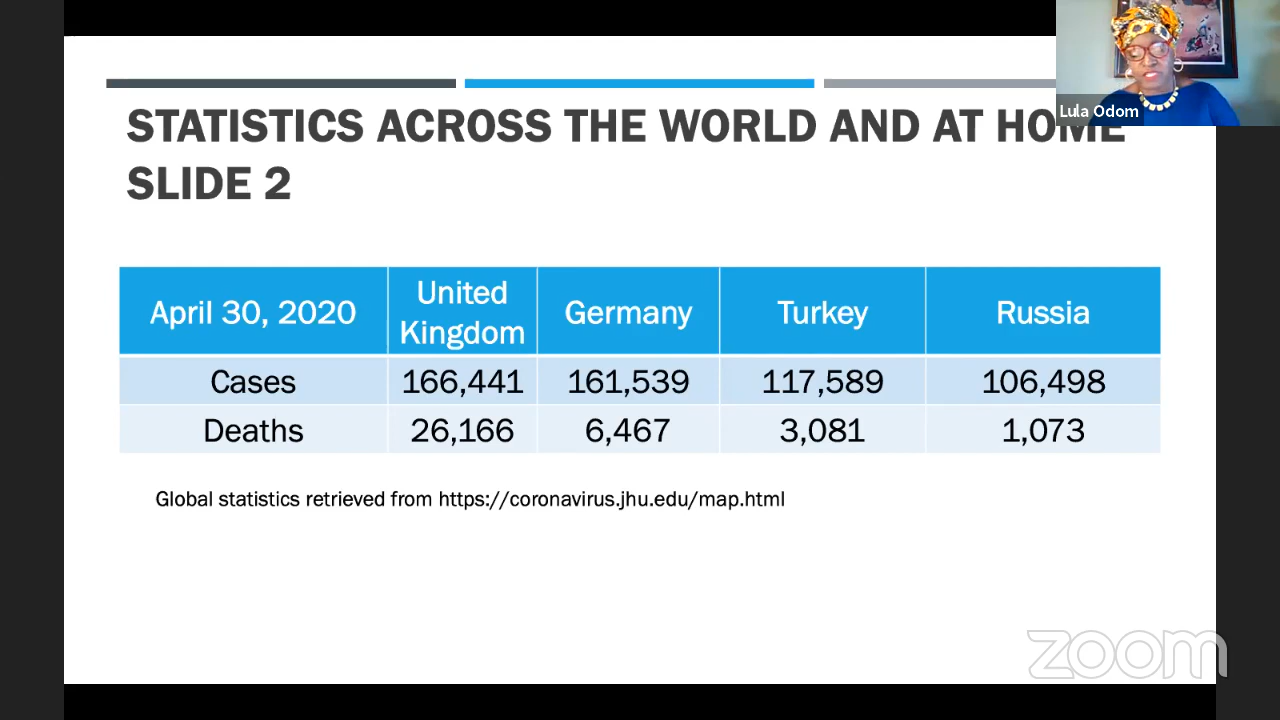 Lula Odom
STATISTICS ACROSS THE WORLD AND AT HOME
SLIDE 2
April 30, 2020 United Kingdom Germany Turkey Russia
Cases 166,441 161,539 117,589 106,498
Deaths 26,166 6,467 3,081 1,073
Global statistics retrieved from https://coronavirus.jhu.edu/map.html
zoom